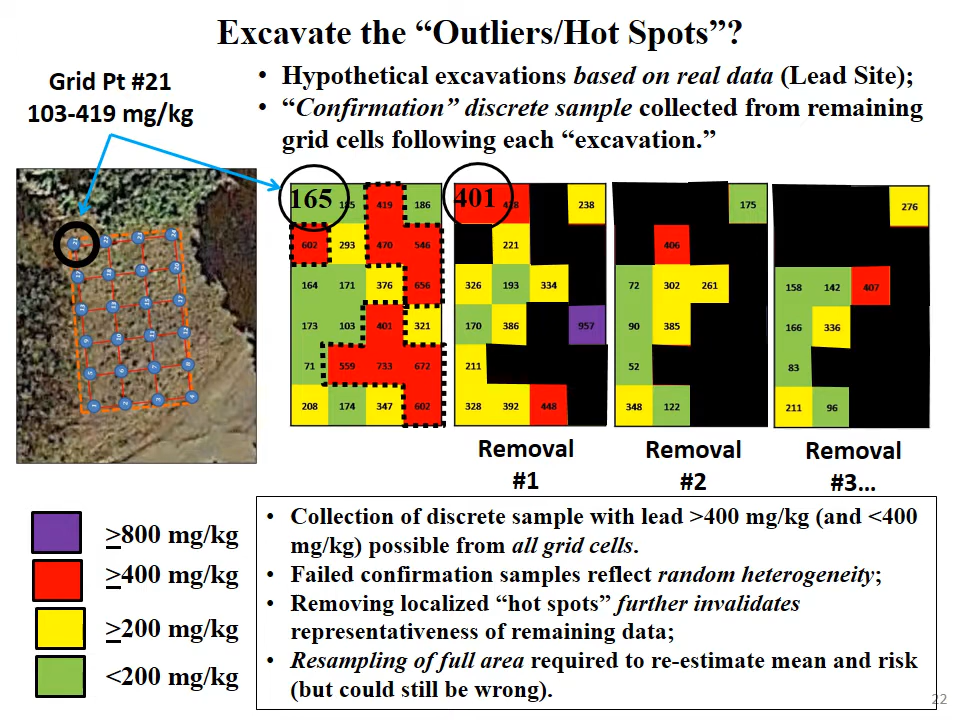 Excavate the “Outliers/Hot Spots”?
Grid Pt #21
103-419 mg/kg
• Hypothetical excavations based on real data (Lead Site);
• “Confirmation” discrete sample collected from remaining
grid cells following each “excavation.”
165 185 419 186
602 293 470 546
164 171 376 656
173 103 401 321
71 559 733 672
208 174 347 602
401 238
221
326 193 334
170 386 957
211
328 392 448
Removal
#1
175
406
72 302 261
90 385
52
348 122
Removal
#2
276
158 142 407
166 336
83
211 96
Removal
#3...
≥800 mg/kg
≥400 mg/kg
≥200 mg/kg
<200 mg/kg
• Collection of discrete sample with lead >400 mg/kg (and <400
mg/kg) possible from all grid cells.
• Failed confirmation samples reflect random heterogeneity;
• Removing localized “hot spots” further invalidates
representativeness of remaining data;
• Resampling of full area required to re-estimate mean and risk
(but could still be wrong).
22